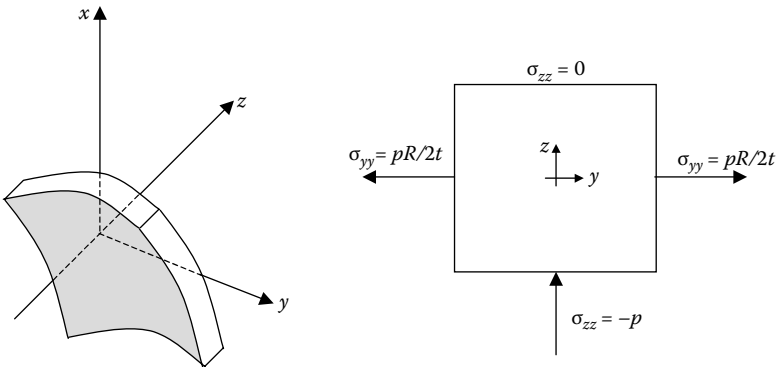 x
z
y
σzz = 0
σyy = pR/2t
σyy = pR/2t
z
y
σzz = −p